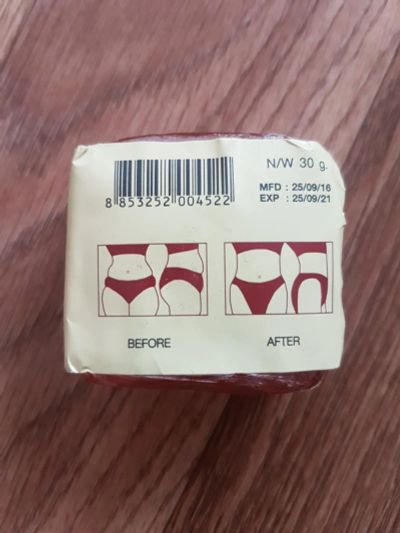 N/W 30 g.
8 853252 004522
MFD : 25/09/16
EXP : 25/09/21
BEFORE
AFTER